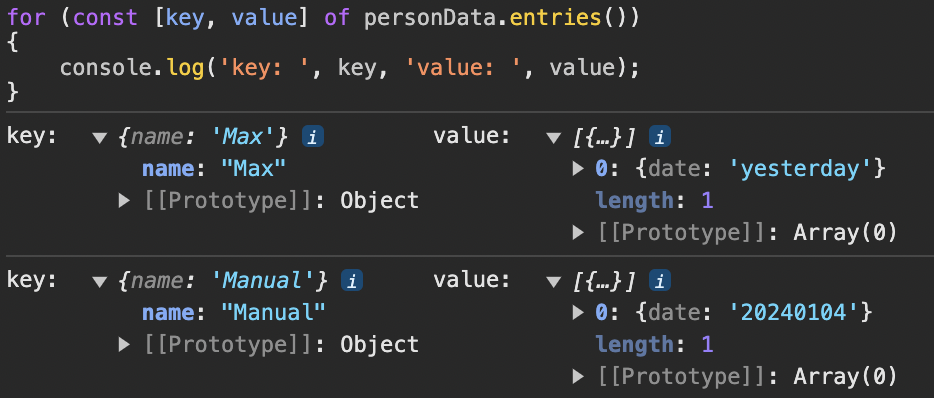 for (const [key, value] of personData.entries())
{
    console.log('key: ', key, 'value: ', value);
}
key: ▼ {name: 'Max'} i value: ▼ [{…}] i
name: "Max" ▶ 0: {date: 'yesterday'}
▶ [[Prototype]]: Object length: 1
▶ [[Prototype]]: Array(0)
key: ▼ {name: 'Manual'} i value: ▼ [{…}] i
name: "Manual" ▶ 0: {date: '20240104'}
▶ [[Prototype]]: Object length: 1
▶ [[Prototype]]: Array(0)